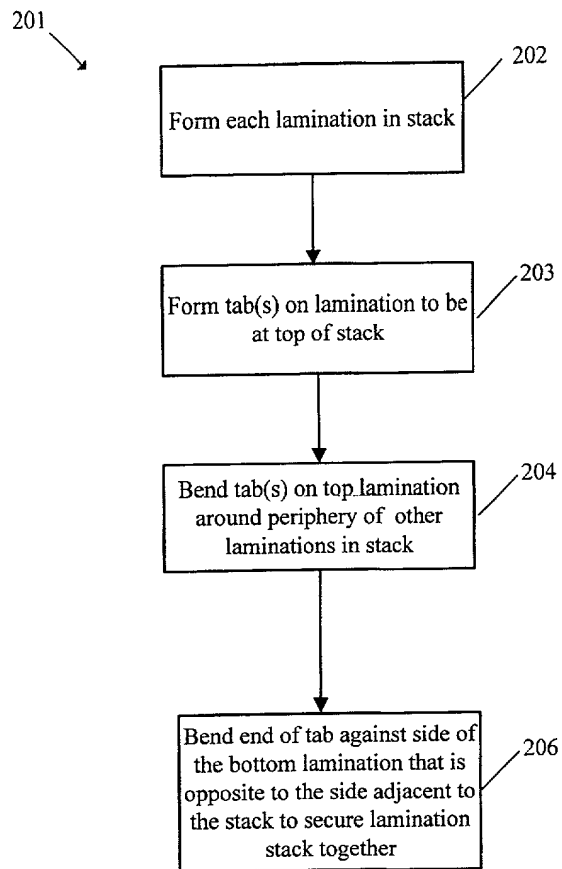 201
202
Form each lamination in stack
203
Form tab(s) on lamination to be
at top of stack
204
Bend tab(s) on top lamination
around periphery of other
laminations in stack
206
Bend end of tab against side of
the bottom lamination that is
opposite to the side adjacent to
the stack to secure lamination
stack together